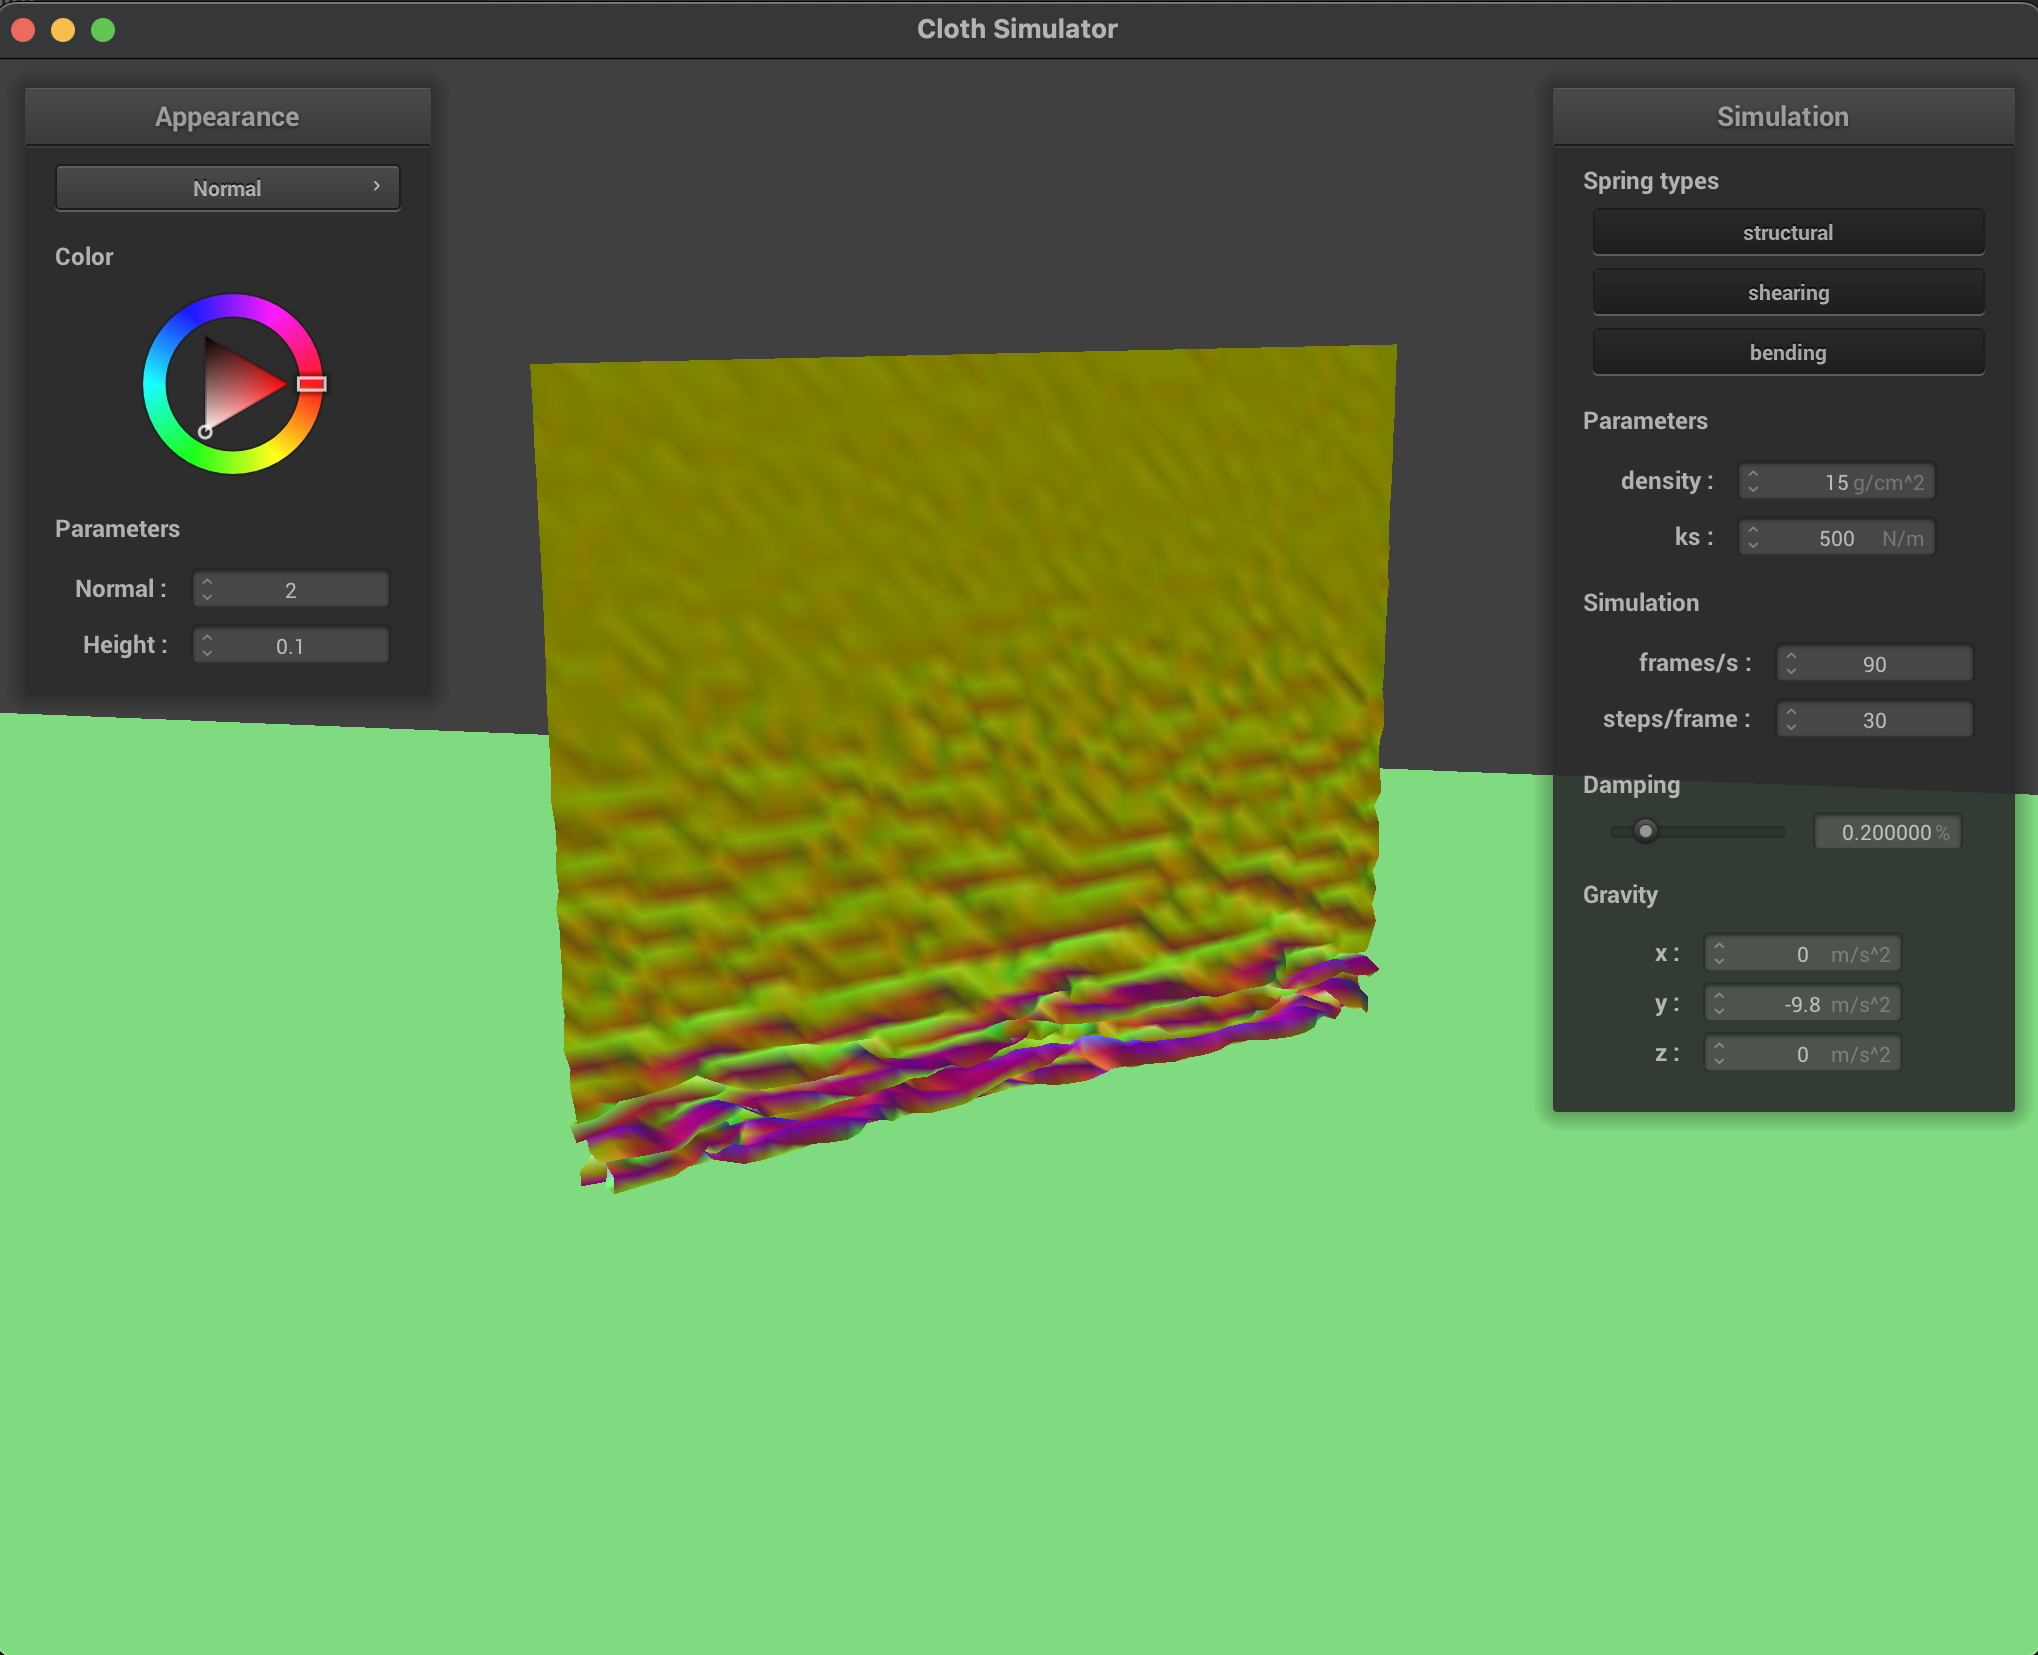 Cloth Simulator
Appearance
Normal
Color
Parameters
Normal : 2
Height : 0.1
Simulation
Spring types
structural
shearing
bending
Parameters
density : 15 g/cm^2
ks : 500 N/m
Simulation
frames/s : 90
steps/frame : 30
Damping
0.200000 %
Gravity
x : 0 m/s^2
y : -9.8 m/s^2
z : 0 m/s^2